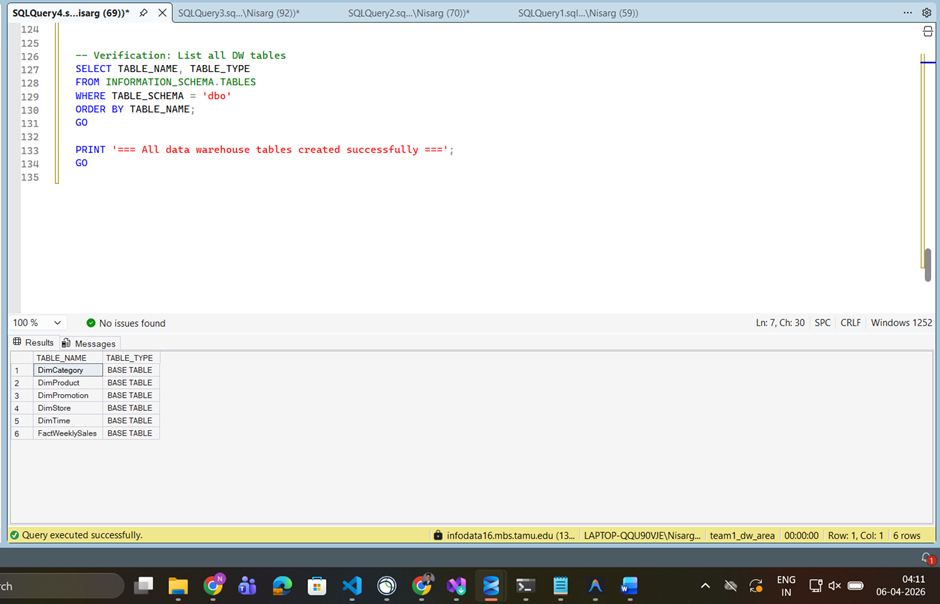 SQLQuery4.s...isarg (69))* SQLQuery3.sq...\Nisarg (92))* SQLQuery2.sq...\Nisarg (70))* SQLQuery1.sql...\Nisarg (59))
124
125
126 -- Verification: List all DW tables
127 SELECT TABLE_NAME, TABLE_TYPE
128 FROM INFORMATION_SCHEMA.TABLES
129 WHERE TABLE_SCHEMA = 'dbo'
130 ORDER BY TABLE_NAME;
131 GO
132
133 PRINT '=== All data warehouse tables created successfully ===';
134 GO
135
100 % No issues found Ln: 7, Ch: 30 SPC CRLF Windows 1252
Results Messages
TABLE_NAME TABLE_TYPE
1 DimCategory BASE TABLE
2 DimProduct BASE TABLE
3 DimPromotion BASE TABLE
4 DimStore BASE TABLE
5 DimTime BASE TABLE
6 FactWeeklySales BASE TABLE
Query executed successfully. infodata16.mbs.tamu.edu (13... LAPTOP-QQU90VJE\Nisarg... team1_dw_area 00:00:00 Row: 1, Col: 1 6 rows
1
rch ENG 04:11
IN 06-04-2026